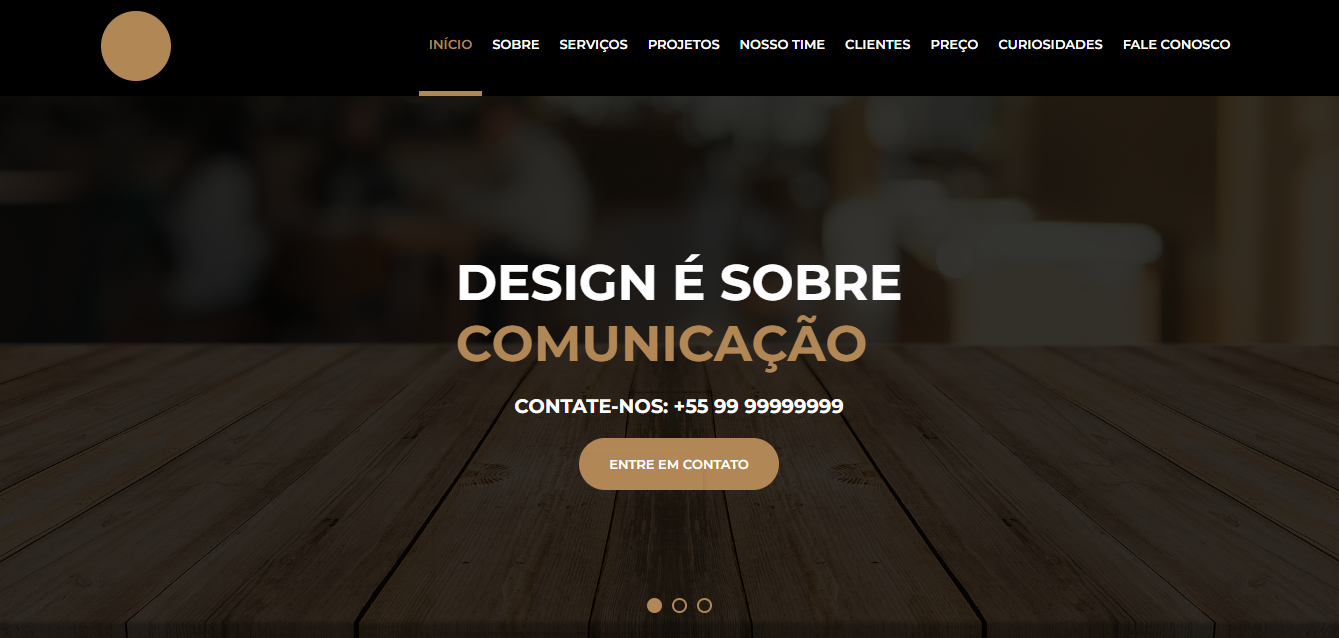 INÍCIO SOBRE SERVIÇOS PROJETOS NOSSO TIME CLIENTES PREÇO CURIOSIDADES FALE CONOSCO
DESIGN É SOBRE
COMUNICAÇÃO
CONTATE-NOS: +55 99 99999999
ENTRE EM CONTATO